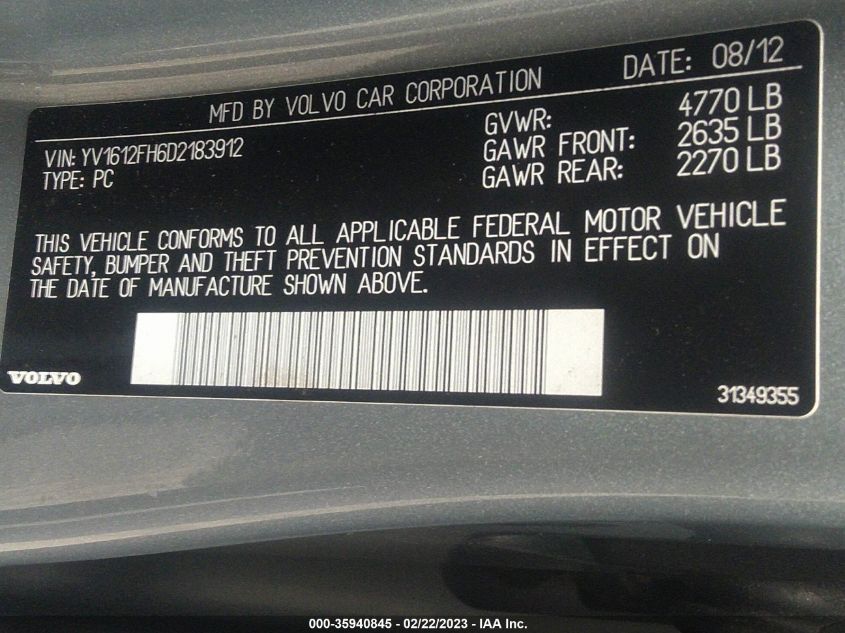 MFD BY VOLVO CAR CORPORATION DATE: 08/12
VIN: YV1612FH6D2183912
TYPE: PC
GVWR: 4770 LB
GAWR FRONT: 2635 LB
GAWR REAR: 2270 LB
THIS VEHICLE CONFORMS TO ALL APPLICABLE FEDERAL MOTOR VEHICLE
SAFETY, BUMPER AND THEFT PREVENTION STANDARDS IN EFFECT ON
THE DATE OF MANUFACTURE SHOWN ABOVE.
VOLVO
31349355
000-35940845 - 02/22/2023 - IAA Inc.